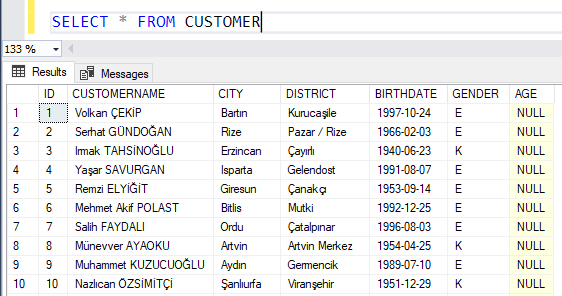 SELECT * FROM CUSTOMER
133 %
Results Messages
ID CUSTOMERNAME CITY DISTRICT BIRTHDATE GENDER AGE
1 1 Volkan ÇEKİP Bartın Kurucaşile 1997-10-24 E NULL
2 2 Serhat GÜNDOĞAN Rize Pazar / Rize 1966-02-03 E NULL
3 3 Irmak TAHSİNOĞLU Erzincan Çayırlı 1940-06-23 K NULL
4 4 Yaşar SAVURGAN Isparta Gelendost 1991-08-07 E NULL
5 5 Remzi ELYİĞİT Giresun Çanakçı 1953-09-14 E NULL
6 6 Mehmet Akif POLAST Bitlis Mutki 1992-12-25 E NULL
7 7 Salih FAYDALI Ordu Çatalpınar 1996-08-03 E NULL
8 8 Münevver AYAOKU Artvin Artvin Merkez 1954-04-25 K NULL
9 9 Muhammet KUZUCUOĞLU Aydın Germencik 1989-07-10 E NULL
10 10 Nazlıcan ÖZSİMİTÇİ Şanlıurfa Viranşehir 1951-12-29 K NULL